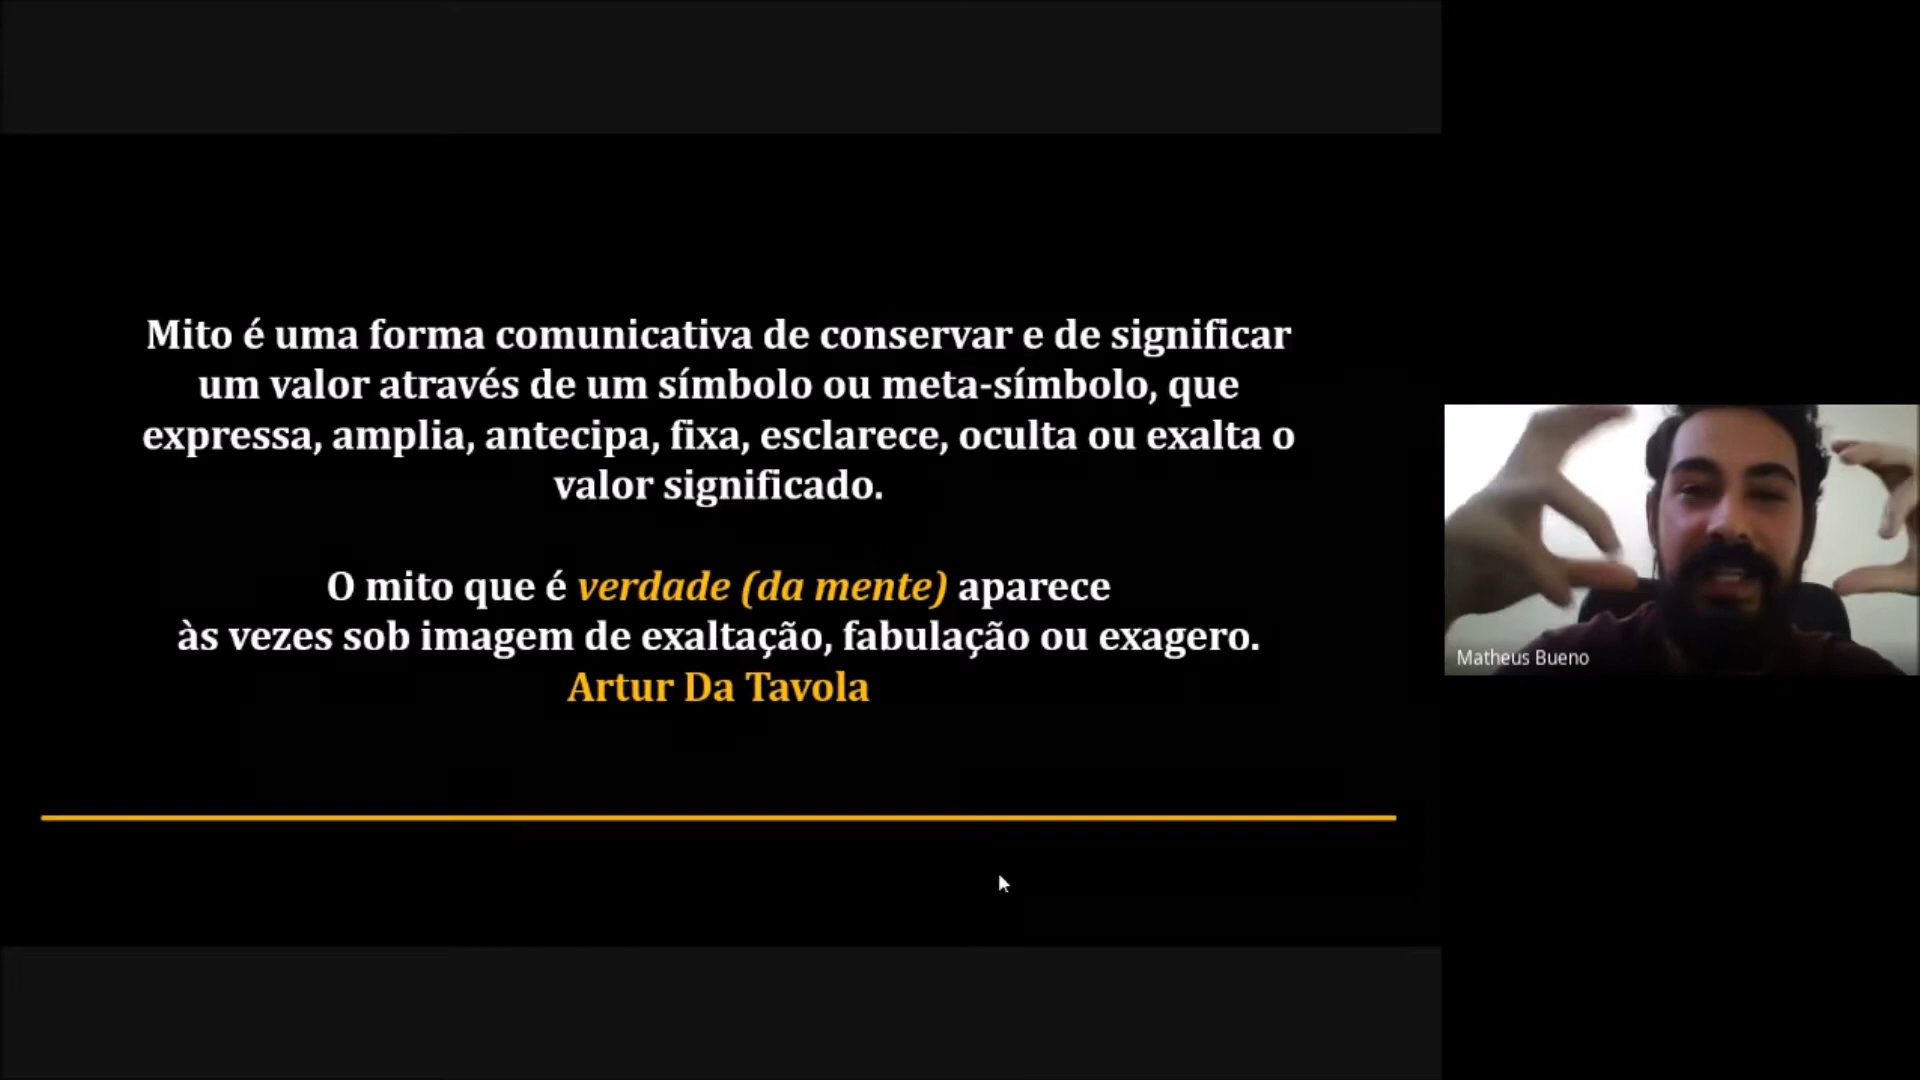 Mito é uma forma comunicativa de conservar e de significar
um valor através de um símbolo ou meta-símbolo, que
expressa, amplia, antecipa, fixa, esclarece, oculta ou exalta o
valor significado.
O mito que é verdade (da mente) aparece
às vezes sob imagem de exaltação, fabulação ou exagero.
Artur Da Tavola
Matheus Bueno